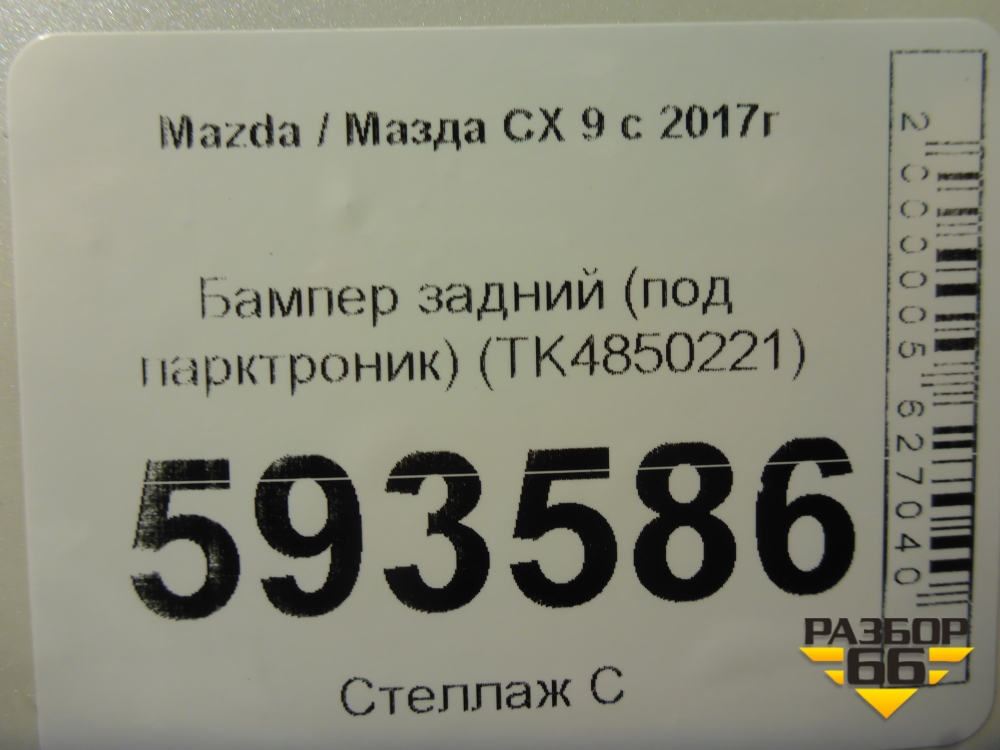 Mazda / Мазда CX 9 с 2017г
Бампер задний (под
парктроник) (TK4850221)
593586
Стеллаж С
2000005627040
РАЗБОР
66